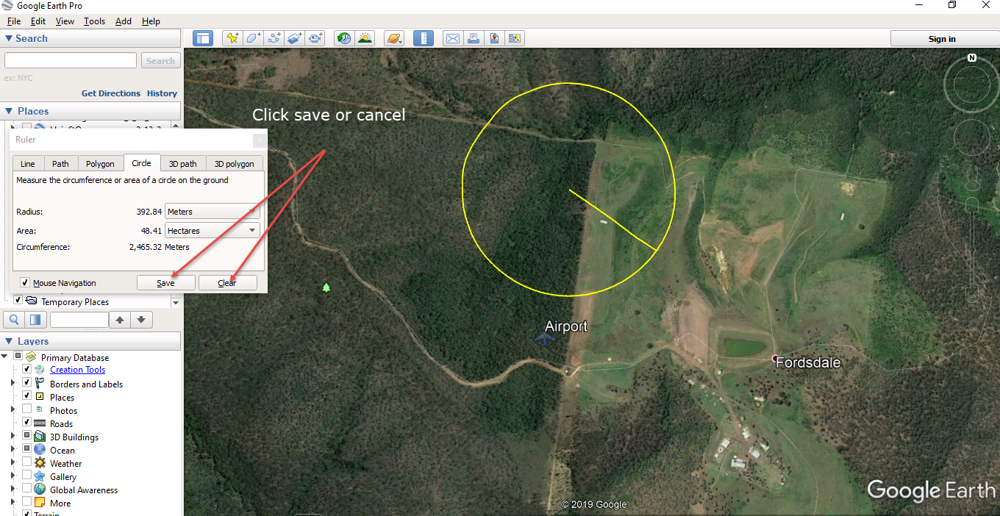 Google Earth Pro
File Edit View Tools Add Help
Search
Search
ex: NYC
Get Directions History
Places
Ruler
Line Path Polygon Circle 3D path 3D polygon
Measure the circumference or area of a circle on the ground
Radius: 392.84 Meters
Area: 48.41 Hectares
Circumference: 2,465.32 Meters
Mouse Navigation Save Clear
Temporary Places
Layers
Primary Database
Creation Tools
Borders and Labels
Places
Photos
Roads
3D Buildings
Ocean
Weather
Gallery
Global Awareness
More
Terrain
Sign in
N
Click save or cancel
Airport
Fordsdale
Google Earth
© 2019 Google